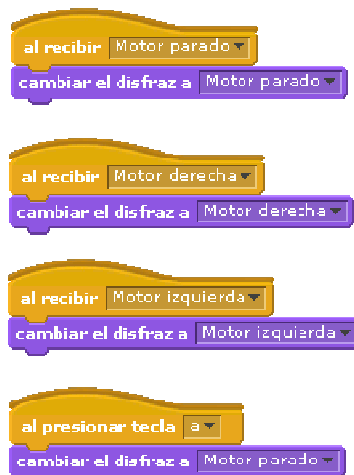 al recibir Motor parado
cambiar el disfraz a Motor parado
al recibir Motor derecha
cambiar el disfraz a Motor derecha
al recibir Motor izquierda
cambiar el disfraz a Motor izquierda
al presionar tecla a
cambiar el disfraz a Motor parado